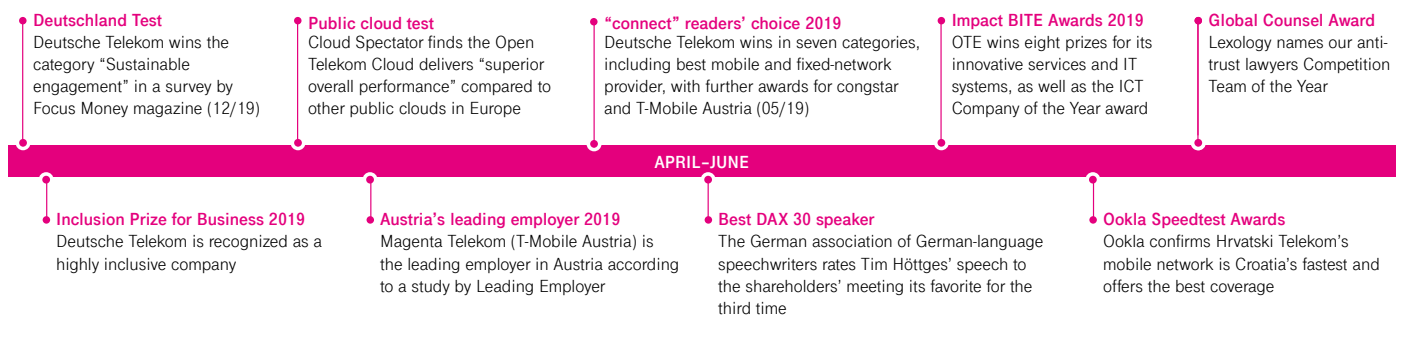 Deutschland Test
Deutsche Telekom wins the
category “Sustainable
engagement” in a survey by
Focus Money magazine (12/19)
Public cloud test
Cloud Spectator finds the Open
Telekom Cloud delivers “superior
overall performance” compared to
other public clouds in Europe
“connect” readers’ choice 2019
Deutsche Telekom wins in seven categories,
including best mobile and fixed-network
provider, with further awards for congstar
and T-Mobile Austria (05/19)
Impact BITE Awards 2019
OTE wins eight prizes for its
innovative services and IT
systems, as well as the ICT
Company of the Year award
Global Counsel Award
Lexology names our anti-
trust lawyers Competition
Team of the Year
APRIL–JUNE
Inclusion Prize for Business 2019
Deutsche Telekom is recognized as a
highly inclusive company
Austria’s leading employer 2019
Magenta Telekom (T-Mobile Austria) is
the leading employer in Austria according
to a study by Leading Employer
Best DAX 30 speaker
The German association of German-language
speechwriters rates Tim Höttges’ speech to
the shareholders’ meeting its favorite for the
third time
Ookla Speedtest Awards
Ookla confirms Hrvatski Telekom’s
mobile network is Croatia’s fastest and
offers the best coverage